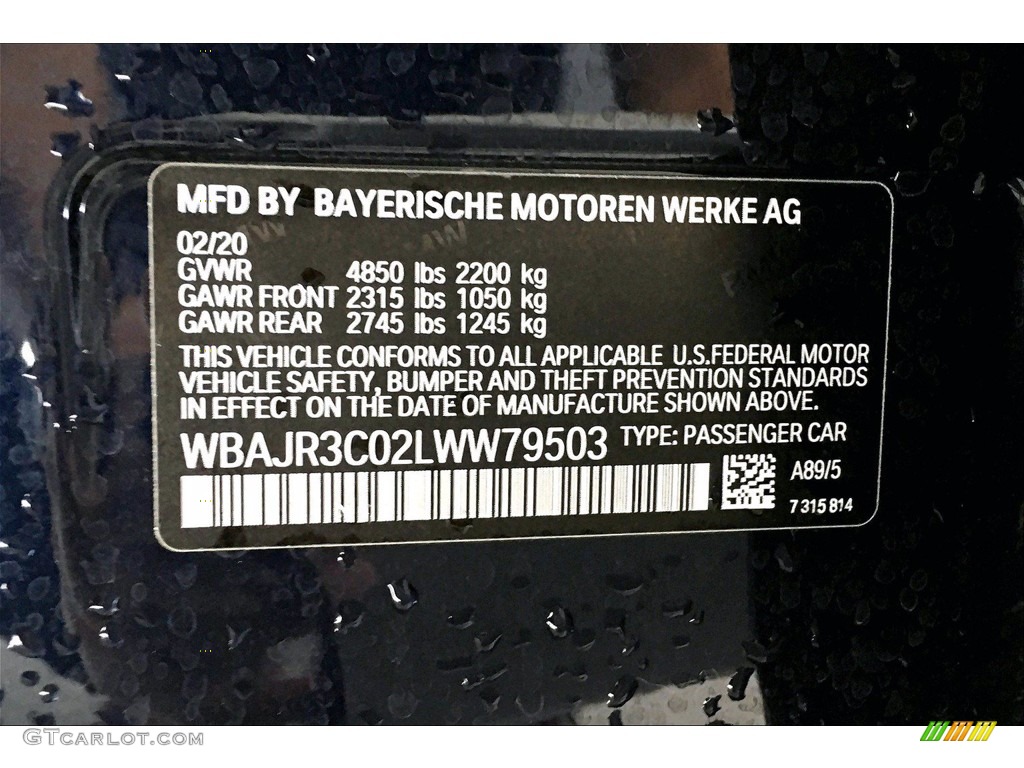 MFD BY BAYERISCHE MOTOREN WERKE AG
02/20
GVWR 4850 lbs 2200 kg
GAWR FRONT 2315 lbs 1050 kg
GAWR REAR 2745 lbs 1245 kg
THIS VEHICLE CONFORMS TO ALL APPLICABLE U.S.FEDERAL MOTOR
VEHICLE SAFETY, BUMPER AND THEFT PREVENTION STANDARDS
IN EFFECT ON THE DATE OF MANUFACTURE SHOWN ABOVE.
WBAJR3C02LWW79503 TYPE: PASSENGER CAR
A89/5
7 315 814
GTcarlot.com